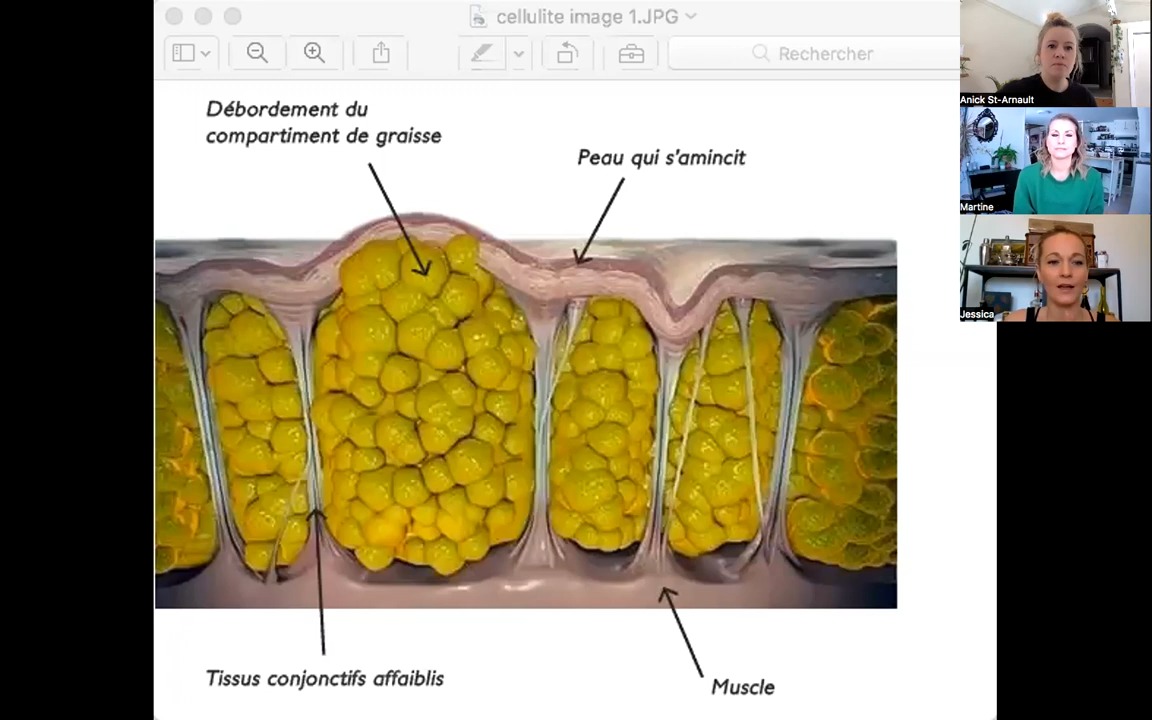 cellulite image 1.JPG
Rechercher
Débordement du
compartiment de graisse
Peau qui s'amincit
Tissus conjonctifs affaiblis
Muscle
Anick St-Arnault
Martine
Jessica